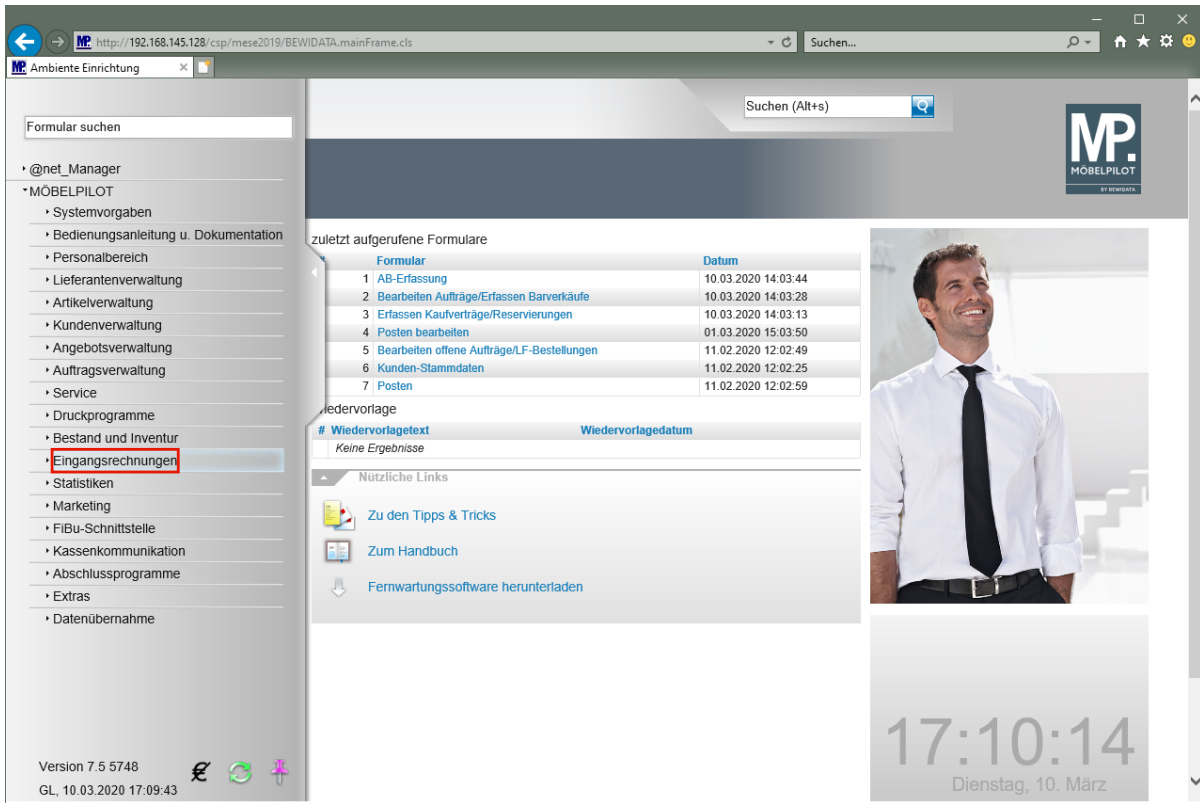 http://192.168.145.128/csp/mese2019/BEWIDATA.mainFrame.cls
Suchen...
MP. Ambiente Einrichtung
Suchen (Alt+s)
Formular suchen
MP.
MÖBELPILOT
BY BEWIDATA
@net_Manager
MÖBELPILOT
Systemvorgaben
Bedienungsanleitung u. Dokumentation
Personalbereich
Lieferantenverwaltung
Artikelverwaltung
Kundenverwaltung
Angebotsverwaltung
Auftragsverwaltung
Service
Druckprogramme
Bestand und Inventur
Eingangsrechnungen
Statistiken
Marketing
FiBu-Schnittstelle
Kassenkommunikation
Abschlussprogramme
Extras
Datenübernahme
Version 7.5 5748
GL, 10.03.2020 17:09:43
zuletzt aufgerufene Formulare
Formular Datum
1 AB-Erfassung 10.03.2020 14:03:44
2 Bearbeiten Aufträge/Erfassen Barverkäufe 10.03.2020 14:03:28
3 Erfassen Kaufverträge/Reservierungen 10.03.2020 14:03:13
4 Posten bearbeiten 01.03.2020 15:03:50
5 Bearbeiten offene Aufträge/LF-Bestellungen 11.02.2020 12:02:49
6 Kunden-Stammdaten 11.02.2020 12:02:25
7 Posten 11.02.2020 12:02:59
iedervorlage
# Wiedervorlagetext Wiedervorlagedatum
Keine Ergebnisse
Nützliche Links
Zu den Tipps & Tricks
Zum Handbuch
Fernwartungssoftware herunterladen
17:10:14
Dienstag, 10. März